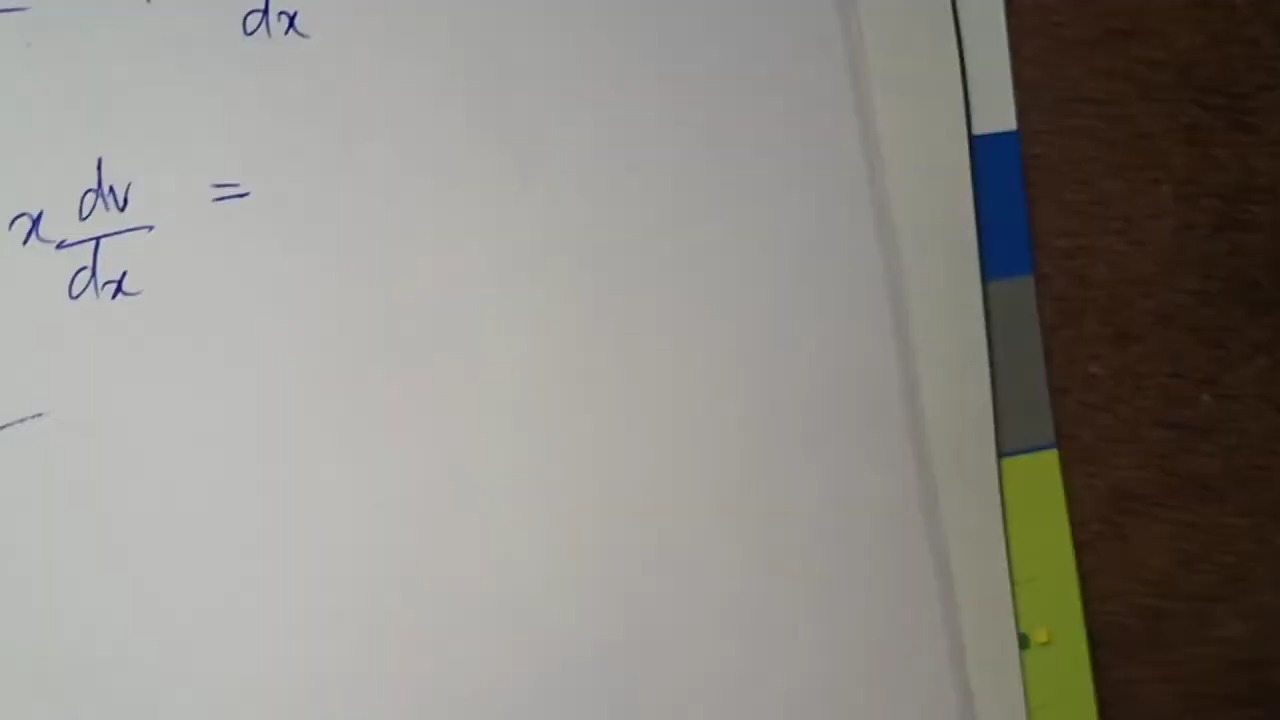 dx
x dv/dx =